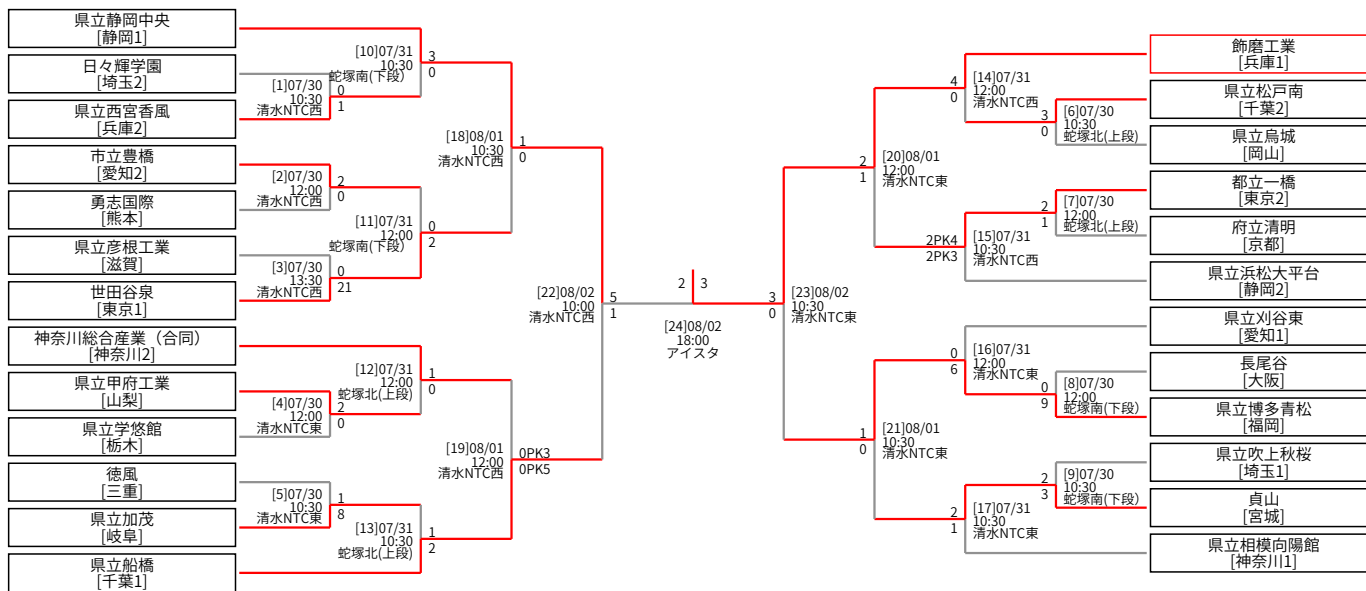 県立静岡中央
[静岡1]
日々輝学園
[埼玉2]
県立西宮香風
[兵庫2]
市立豊橋
[愛知2]
勇志国際
[熊本]
県立彦根工業
[滋賀]
世田谷泉
[東京1]
神奈川総合産業（合同）
[神奈川2]
県立甲府工業
[山梨]
県立学悠館
[栃木]
徳風
[三重]
県立加茂
[岐阜]
県立船橋
[千葉1]
[1]07/30
10:30
清水NTC西
0
1
[2]07/30
12:00
清水NTC西
2
0
[3]07/30
13:30
清水NTC西
0
21
[4]07/30
12:00
清水NTC東
2
0
[5]07/30
10:30
清水NTC東
1
8
[10]07/31
10:30
蛇塚南(下段)
3
0
[11]07/31
12:00
蛇塚南(下段)
0
2
[12]07/31
12:00
蛇塚北(上段)
1
0
[13]07/31
10:30
蛇塚北(上段)
1
2
[18]08/01
10:30
清水NTC西
1
0
[19]08/01
12:00
清水NTC西
0PK3
0PK5
[22]08/02
10:00
清水NTC西
5
1
2 3
[24]08/02
18:00
アイスタ
3
0
[23]08/02
10:30
清水NTC東
2
1
[20]08/01
12:00
清水NTC東
1
0
[21]08/01
10:30
清水NTC東
4
0
[14]07/31
12:00
清水NTC西
2PK4
2PK3
[15]07/31
10:30
清水NTC西
0
6
[16]07/31
12:00
清水NTC東
2
1
[17]07/31
10:30
清水NTC東
3
0
[6]07/30
10:30
蛇塚北(上段)
2
1
[7]07/30
12:00
蛇塚北(上段)
0
9
[8]07/30
12:00
蛇塚南(下段)
2
3
[9]07/30
10:30
蛇塚南(下段)
飾磨工業
[兵庫1]
県立松戸南
[千葉2]
県立烏城
[岡山]
都立一橋
[東京2]
府立清明
[京都]
県立浜松大平台
[静岡2]
県立刈谷東
[愛知1]
長尾谷
[大阪]
県立博多青松
[福岡]
県立吹上秋桜
[埼玉1]
貞山
[宮城]
県立相模向陽館
[神奈川1]